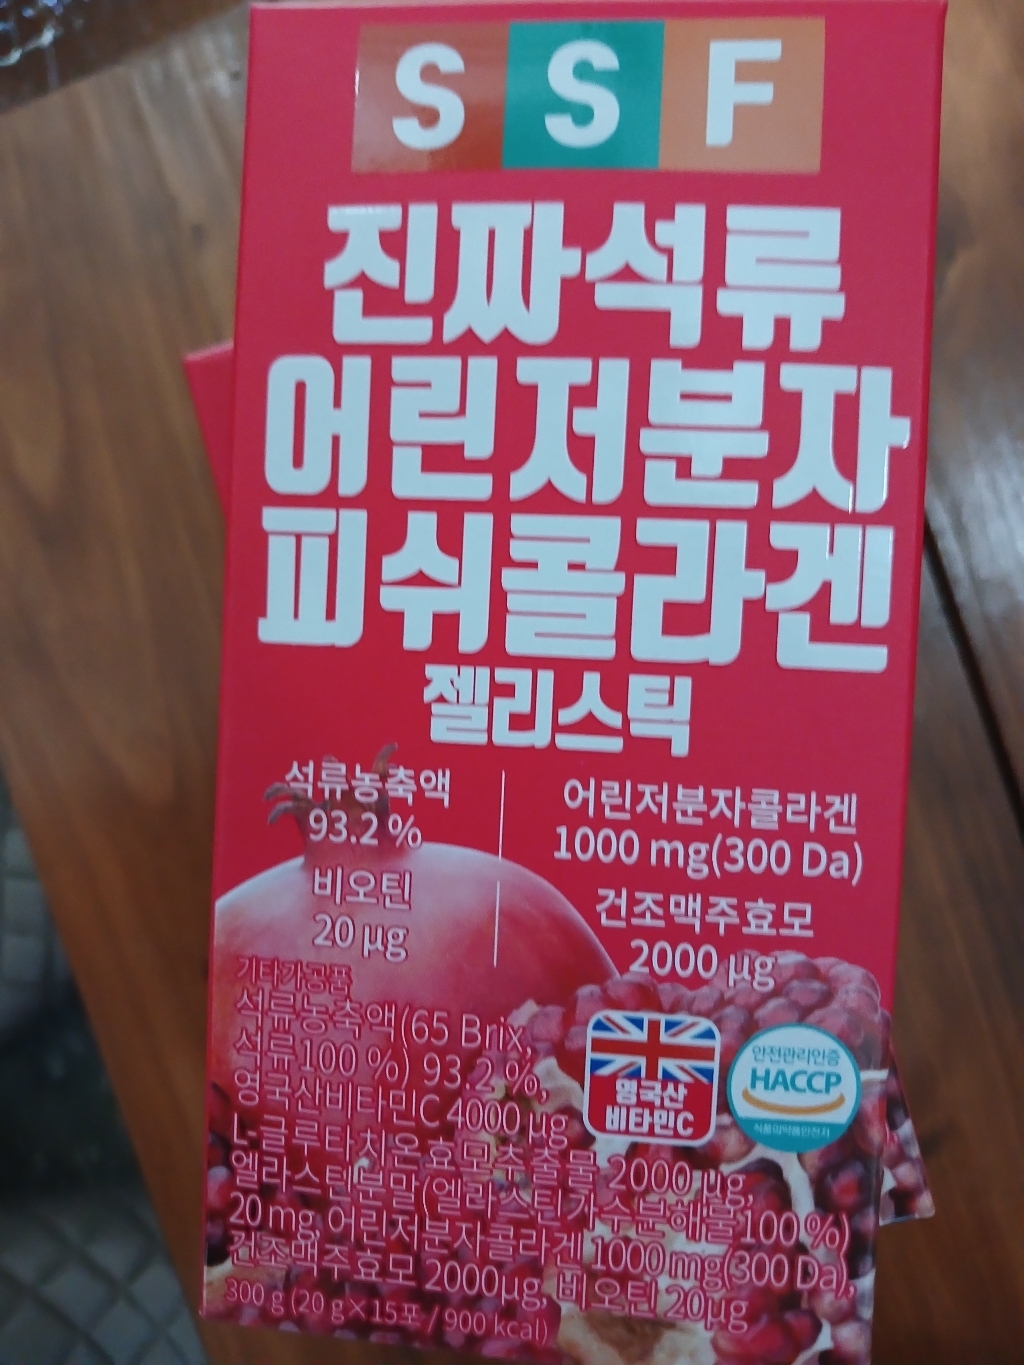 SSF
진짜석류
어린저분자
피쉬콜라겐
젤리스틱
석류농축액
93.2 %
비오틴
20 µg
어린저분자콜라겐
1000 mg(300 Da)
건조맥주효모
2000 µg
기타가공품
석류농축액(65 Brix,
석류100 %) 93.2 %,
영국산비타민C 4000 µg
L-글루타치온효모추출물 2000 µg,
엘라스틴분말(엘라스틴가수분해물100 %)
20 mg, 어린저분자콜라겐 1000 mg(300 Da),
건조맥주효모 2000µg, 비오틴 20µg
300 g (20 g×15포 / 900 kcal)
영국산
비타민C
안전관리인증
HACCP
식품의약품안전처